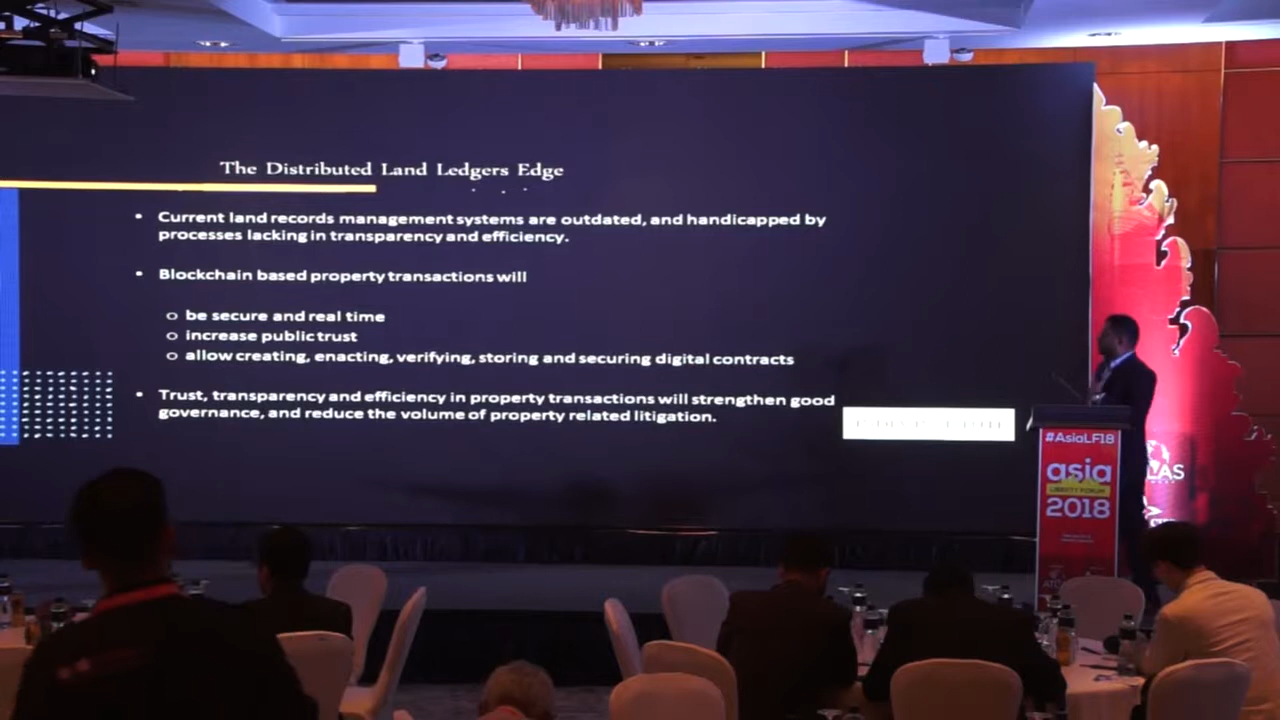 The Distributed Land Ledgers Edge
• Current land records management systems are outdated, and handicapped by
processes lacking in transparency and efficiency.
• Blockchain based property transactions will
o be secure and real time
o increase public trust
o allow creating, enacting, verifying, storing and securing digital contracts
• Trust, transparency and efficiency in property transactions will strengthen good
governance, and reduce the volume of property related litigation.
#AsiaLF18
asia
LIBERTY FORUM
2018